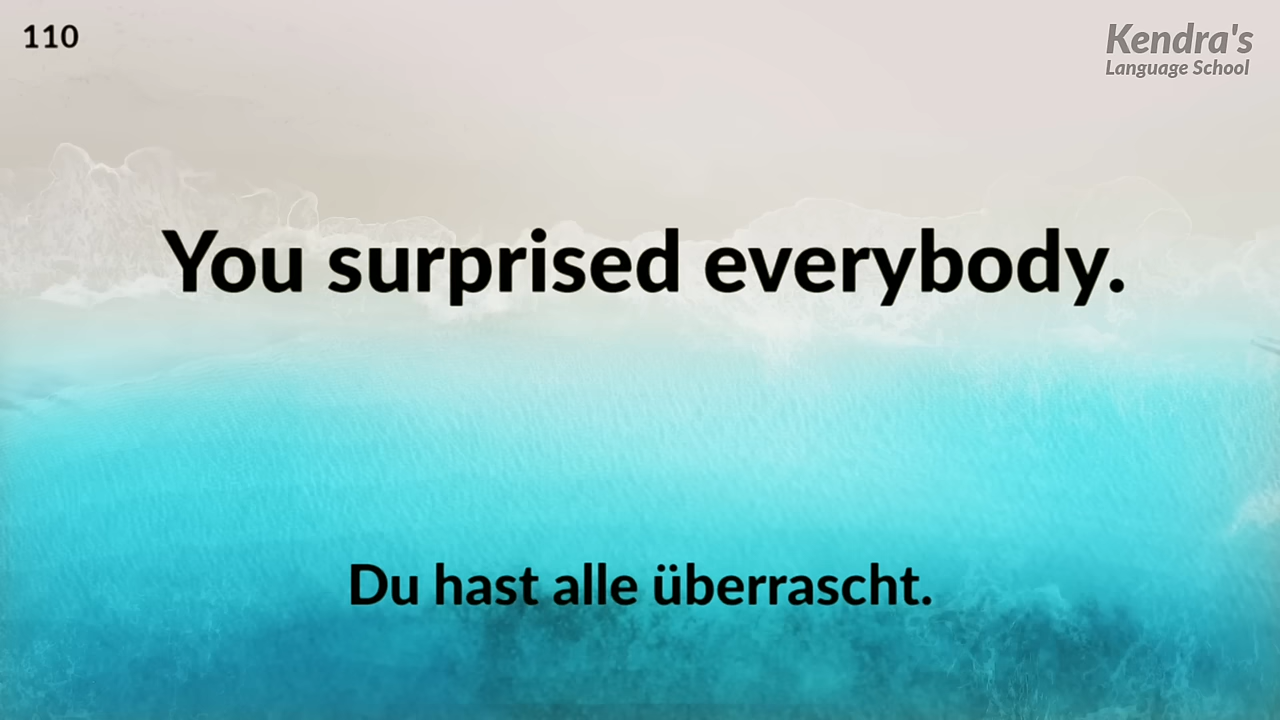 110
Kendra's
Language School
You surprised everybody.
Du hast alle überrascht.